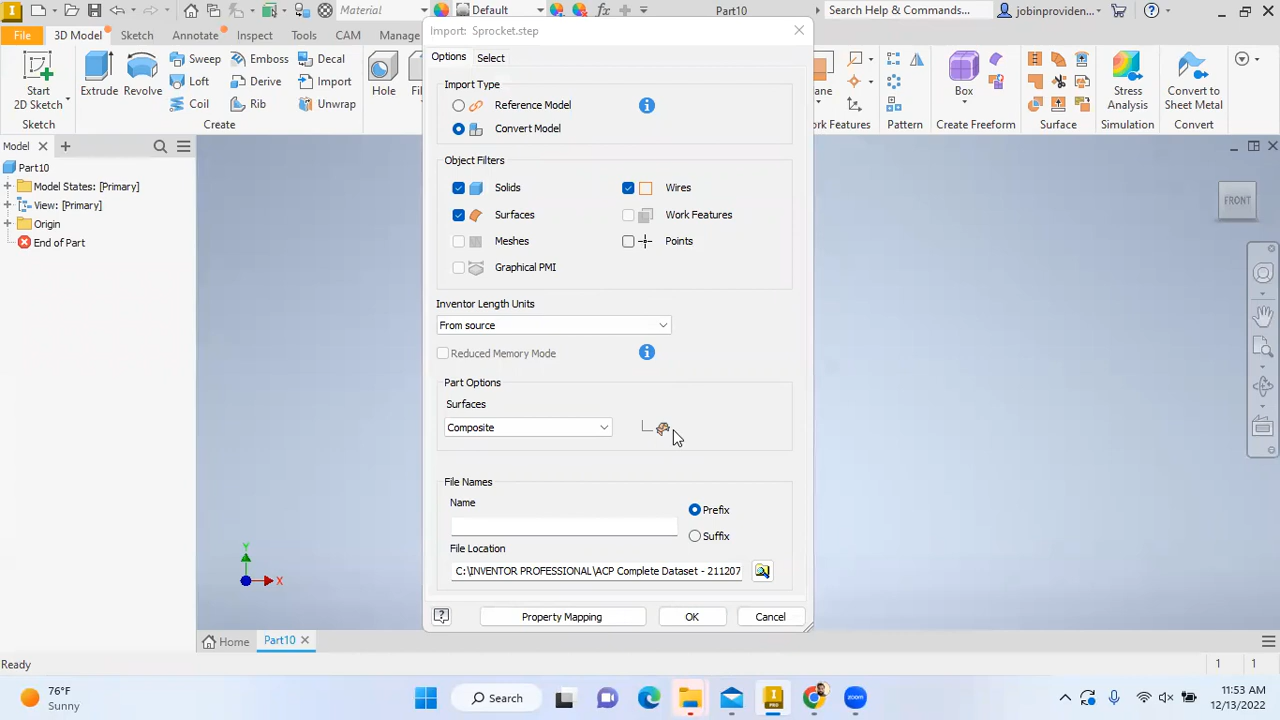 Material
Default
Part10
Search Help & Commands...
jobinproviden...
File
3D Model
Sketch
Annotate
Inspect
Tools
CAM
Manage
Start
2D Sketch
Sketch
Extrude
Revolve
Sweep
Loft
Coil
Emboss
Derive
Rib
Decal
Import
Unwrap
Create
Hole
Pattern
Box
Create Freeform
Surface
Stress
Analysis
Simulation
Convert to
Sheet Metal
Convert
Import: Sprocket.step
Options Select
Import Type
Reference Model
Convert Model
Object Filters
Solids
Wires
Surfaces
Work Features
Meshes
Points
Graphical PMI
Inventor Length Units
From source
Reduced Memory Mode
Part Options
Surfaces
Composite
File Names
Name
Prefix
Suffix
File Location
C:\INVENTOR PROFESSIONAL\ACP Complete Dataset - 211207
Property Mapping
OK
Cancel
Model
Part10
Model States: [Primary]
View: [Primary]
Origin
End of Part
FRONT
Y
X
Home
Part10
Ready
1
1
76°F
Sunny
Search
11:53 AM
12/13/2022